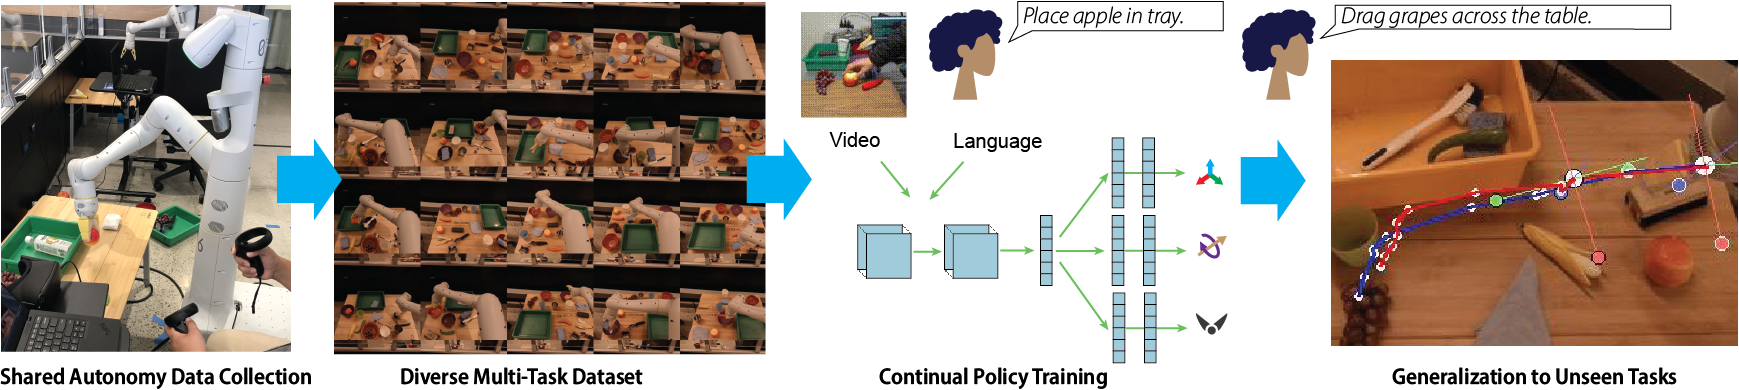 Place apple in tray.
Drag grapes across the table.
Video
Language
Shared Autonomy Data Collection
Diverse Multi-Task Dataset
Continual Policy Training
Generalization to Unseen Tasks